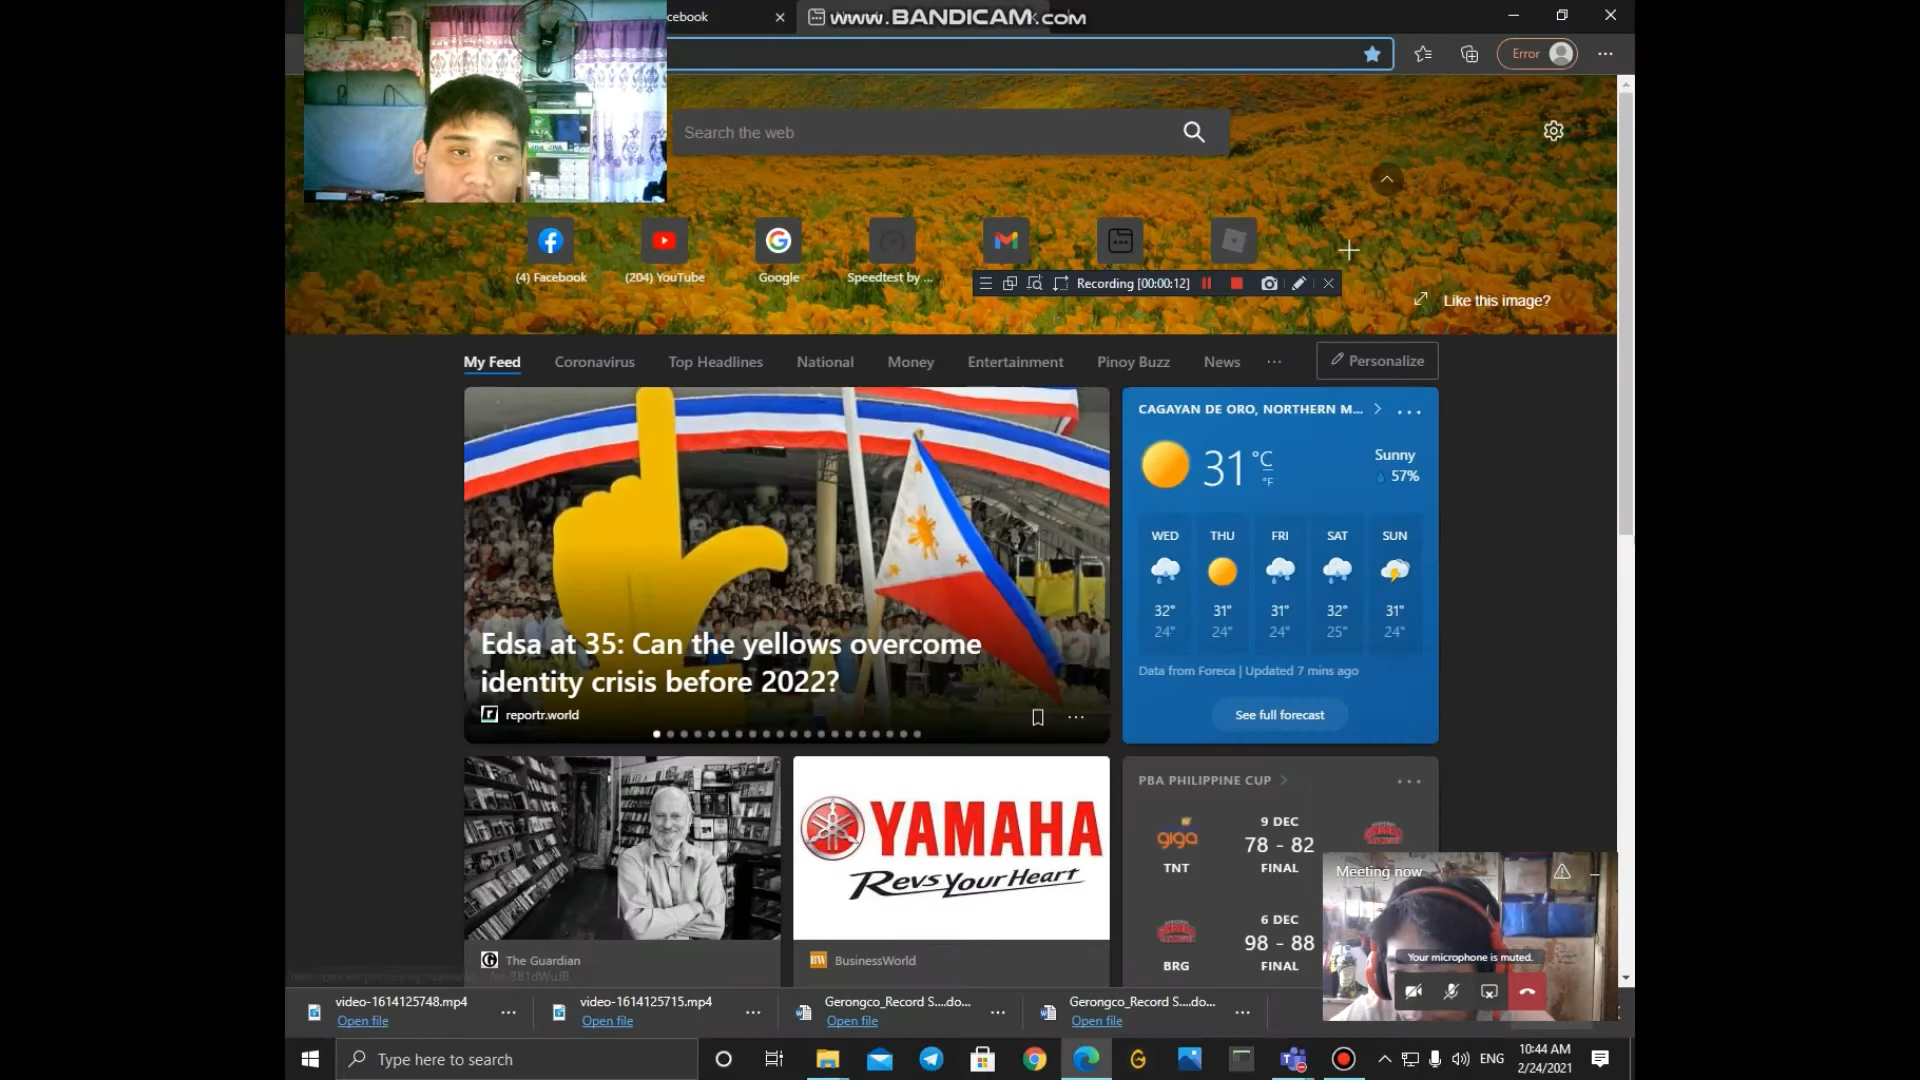 cebook
www.BANDICAM.com
Error
Search the web
(4) Facebook
(204) YouTube
Google
Speedtest by ...
Recording [00:00:12]
Like this image?
My Feed
Coronavirus
Top Headlines
National
Money
Entertainment
Pinoy Buzz
News
Personalize
Edsa at 35: Can the yellows overcome
identity crisis before 2022?
reportr.world
CAGAYAN DE ORO, NORTHERN M...
31 °C
°F
Sunny
57%
WED THU FRI SAT SUN
32° 31° 31° 32° 31°
24° 24° 24° 25° 24°
Data from Foreca | Updated 7 mins ago
See full forecast
The Guardian
YAMAHA
Revs Your Heart
BW BusinessWorld
PBA PHILIPPINE CUP
9 DEC
giga 78 - 82
TNT FINAL
6 DEC
98 - 88
BRG FINAL
Meeting now
Your microphone is muted.
video-1614125748.mp4
Open file
video-1614125715.mp4
Open file
Gerongco_Record S....do...
Open file
Gerongco_Record S....do...
Open file
Type here to search
ENG
10:44 AM
2/24/2021